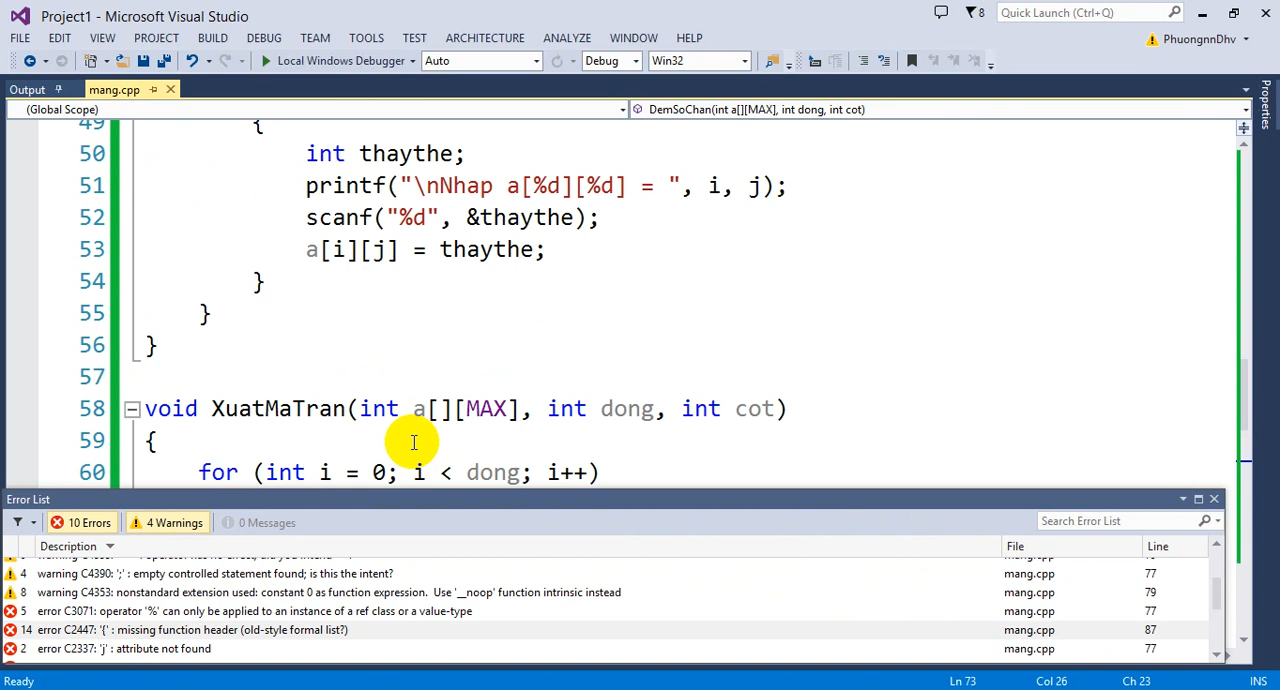 Project1 - Microsoft Visual Studio
8
Quick Launch (Ctrl+Q)
FILE EDIT VIEW PROJECT BUILD DEBUG TEAM TOOLS TEST ARCHITECTURE ANALYZE WINDOW HELP
PhuongnnDhv
Local Windows Debugger Auto Debug Win32
Output mang.cpp
Properties
(Global Scope) DemSoChan(int a[][MAX], int dong, int cot)
49 {
50 int thaythe;
51 printf("\nNhap a[%d][%d] = ", i, j);
52 scanf("%d", &thaythe);
53 a[i][j] = thaythe;
54 }
55 }
56 }
57
58 void XuatMaTran(int a[][MAX], int dong, int cot)
59 {
60 for (int i = 0; i < dong; i++)
Error List
10 Errors 4 Warnings 0 Messages Search Error List
Description File Line
mang.cpp
4 warning C4390: ';' : empty controlled statement found; is this the intent? mang.cpp 77
8 warning C4353: nonstandard extension used: constant 0 as function expression. Use '__noop' function intrinsic instead mang.cpp 79
5 error C3071: operator '%' can only be applied to an instance of a ref class or a value-type mang.cpp 77
14 error C2447: '{' : missing function header (old-style formal list?) mang.cpp 87
2 error C2337: 'j' : attribute not found mang.cpp 77
Ready Ln 73 Col 26 Ch 23 INS